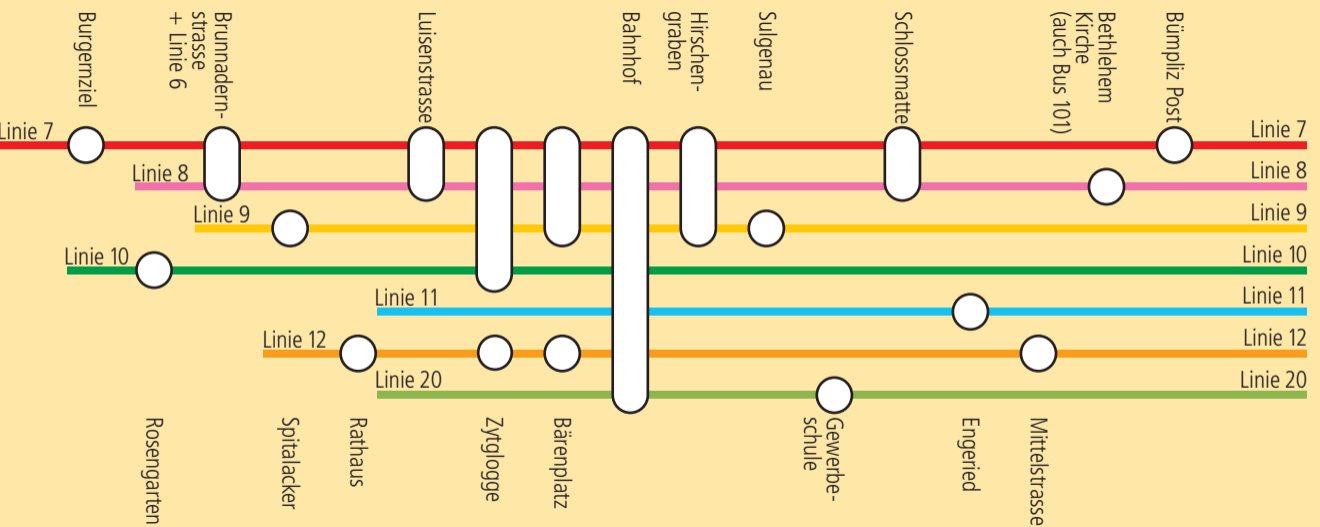 Burgernziel
Brunnadern-
strasse
+ Linie 6
Luisenstrasse
Bahnhof
Hirschen-
graben
Sulgenau
Schlossmatte
Bethlehem
Kirche
(auch Bus 101)
Bümpliz Post
Linie 7
Linie 7
Linie 8
Linie 8
Linie 9
Linie 9
Linie 10
Linie 10
Linie 11
Linie 11
Linie 12
Linie 12
Linie 20
Linie 20
Rosengarten
Spitalacker
Rathaus
Zytglogge
Bärenplatz
Gewerbe-
schule
Engeried
Mittelstrasse